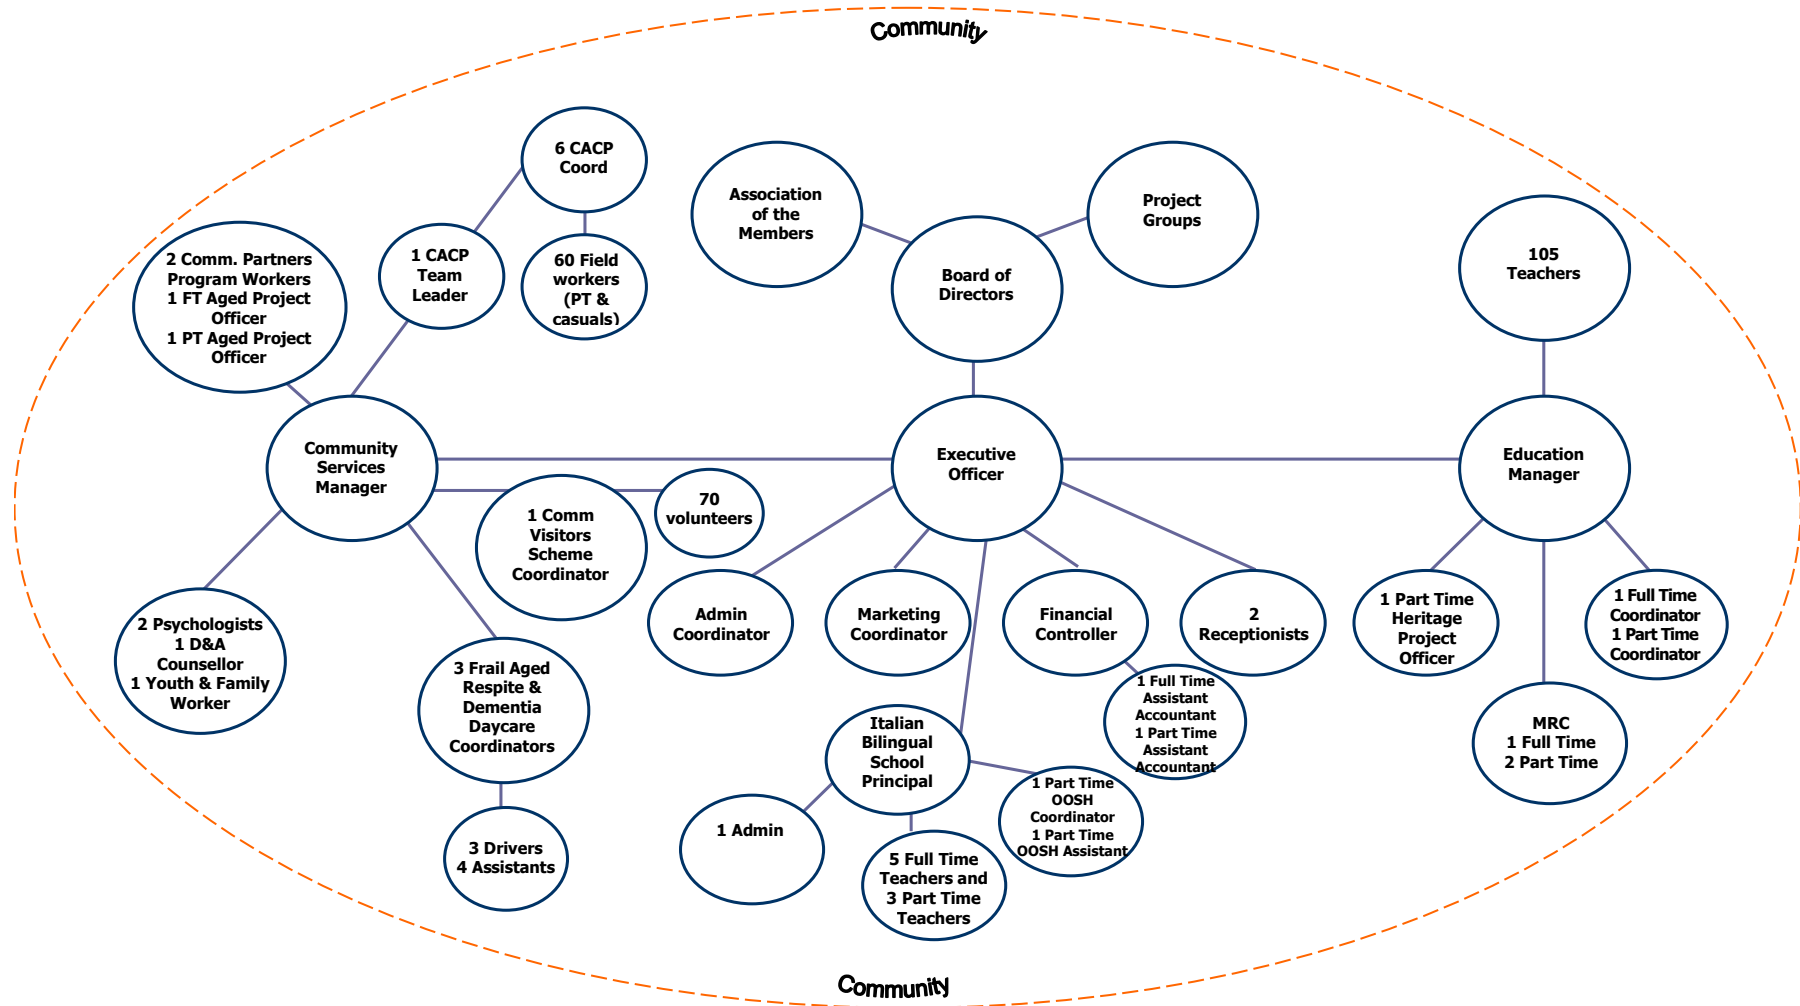 Community
6 CACP
Coord
Association
of the
Members
Project
Groups
2 Comm. Partners
Program Workers
1 FT Aged Project
Officer
1 PT Aged Project
Officer
1 CACP
Team
Leader
60 Field
workers
(PT &
casuals)
Board of
Directors
105
Teachers
Community
Services
Manager
Executive
Officer
Education
Manager
1 Comm
Visitors
Scheme
Coordinator
70
volunteers
2 Psychologists
1 D&A
Counsellor
1 Youth & Family
Worker
3 Frail Aged
Respite &
Dementia
Daycare
Coordinators
3 Drivers
4 Assistants
Admin
Coordinator
Marketing
Coordinator
Financial
Controller
2
Receptionists
1 Full Time
Assistant
Accountant
1 Part Time
Assistant
Accountant
Italian
Bilingual
School
Principal
1 Admin
5 Full Time
Teachers and
3 Part Time
Teachers
1 Part Time
OOSH
Coordinator
1 Part Time
OOSH Assistant
1 Part Time
Heritage
Project
Officer
1 Full Time
Coordinator
1 Part Time
Coordinator
MRC
1 Full Time
2 Part Time
Community